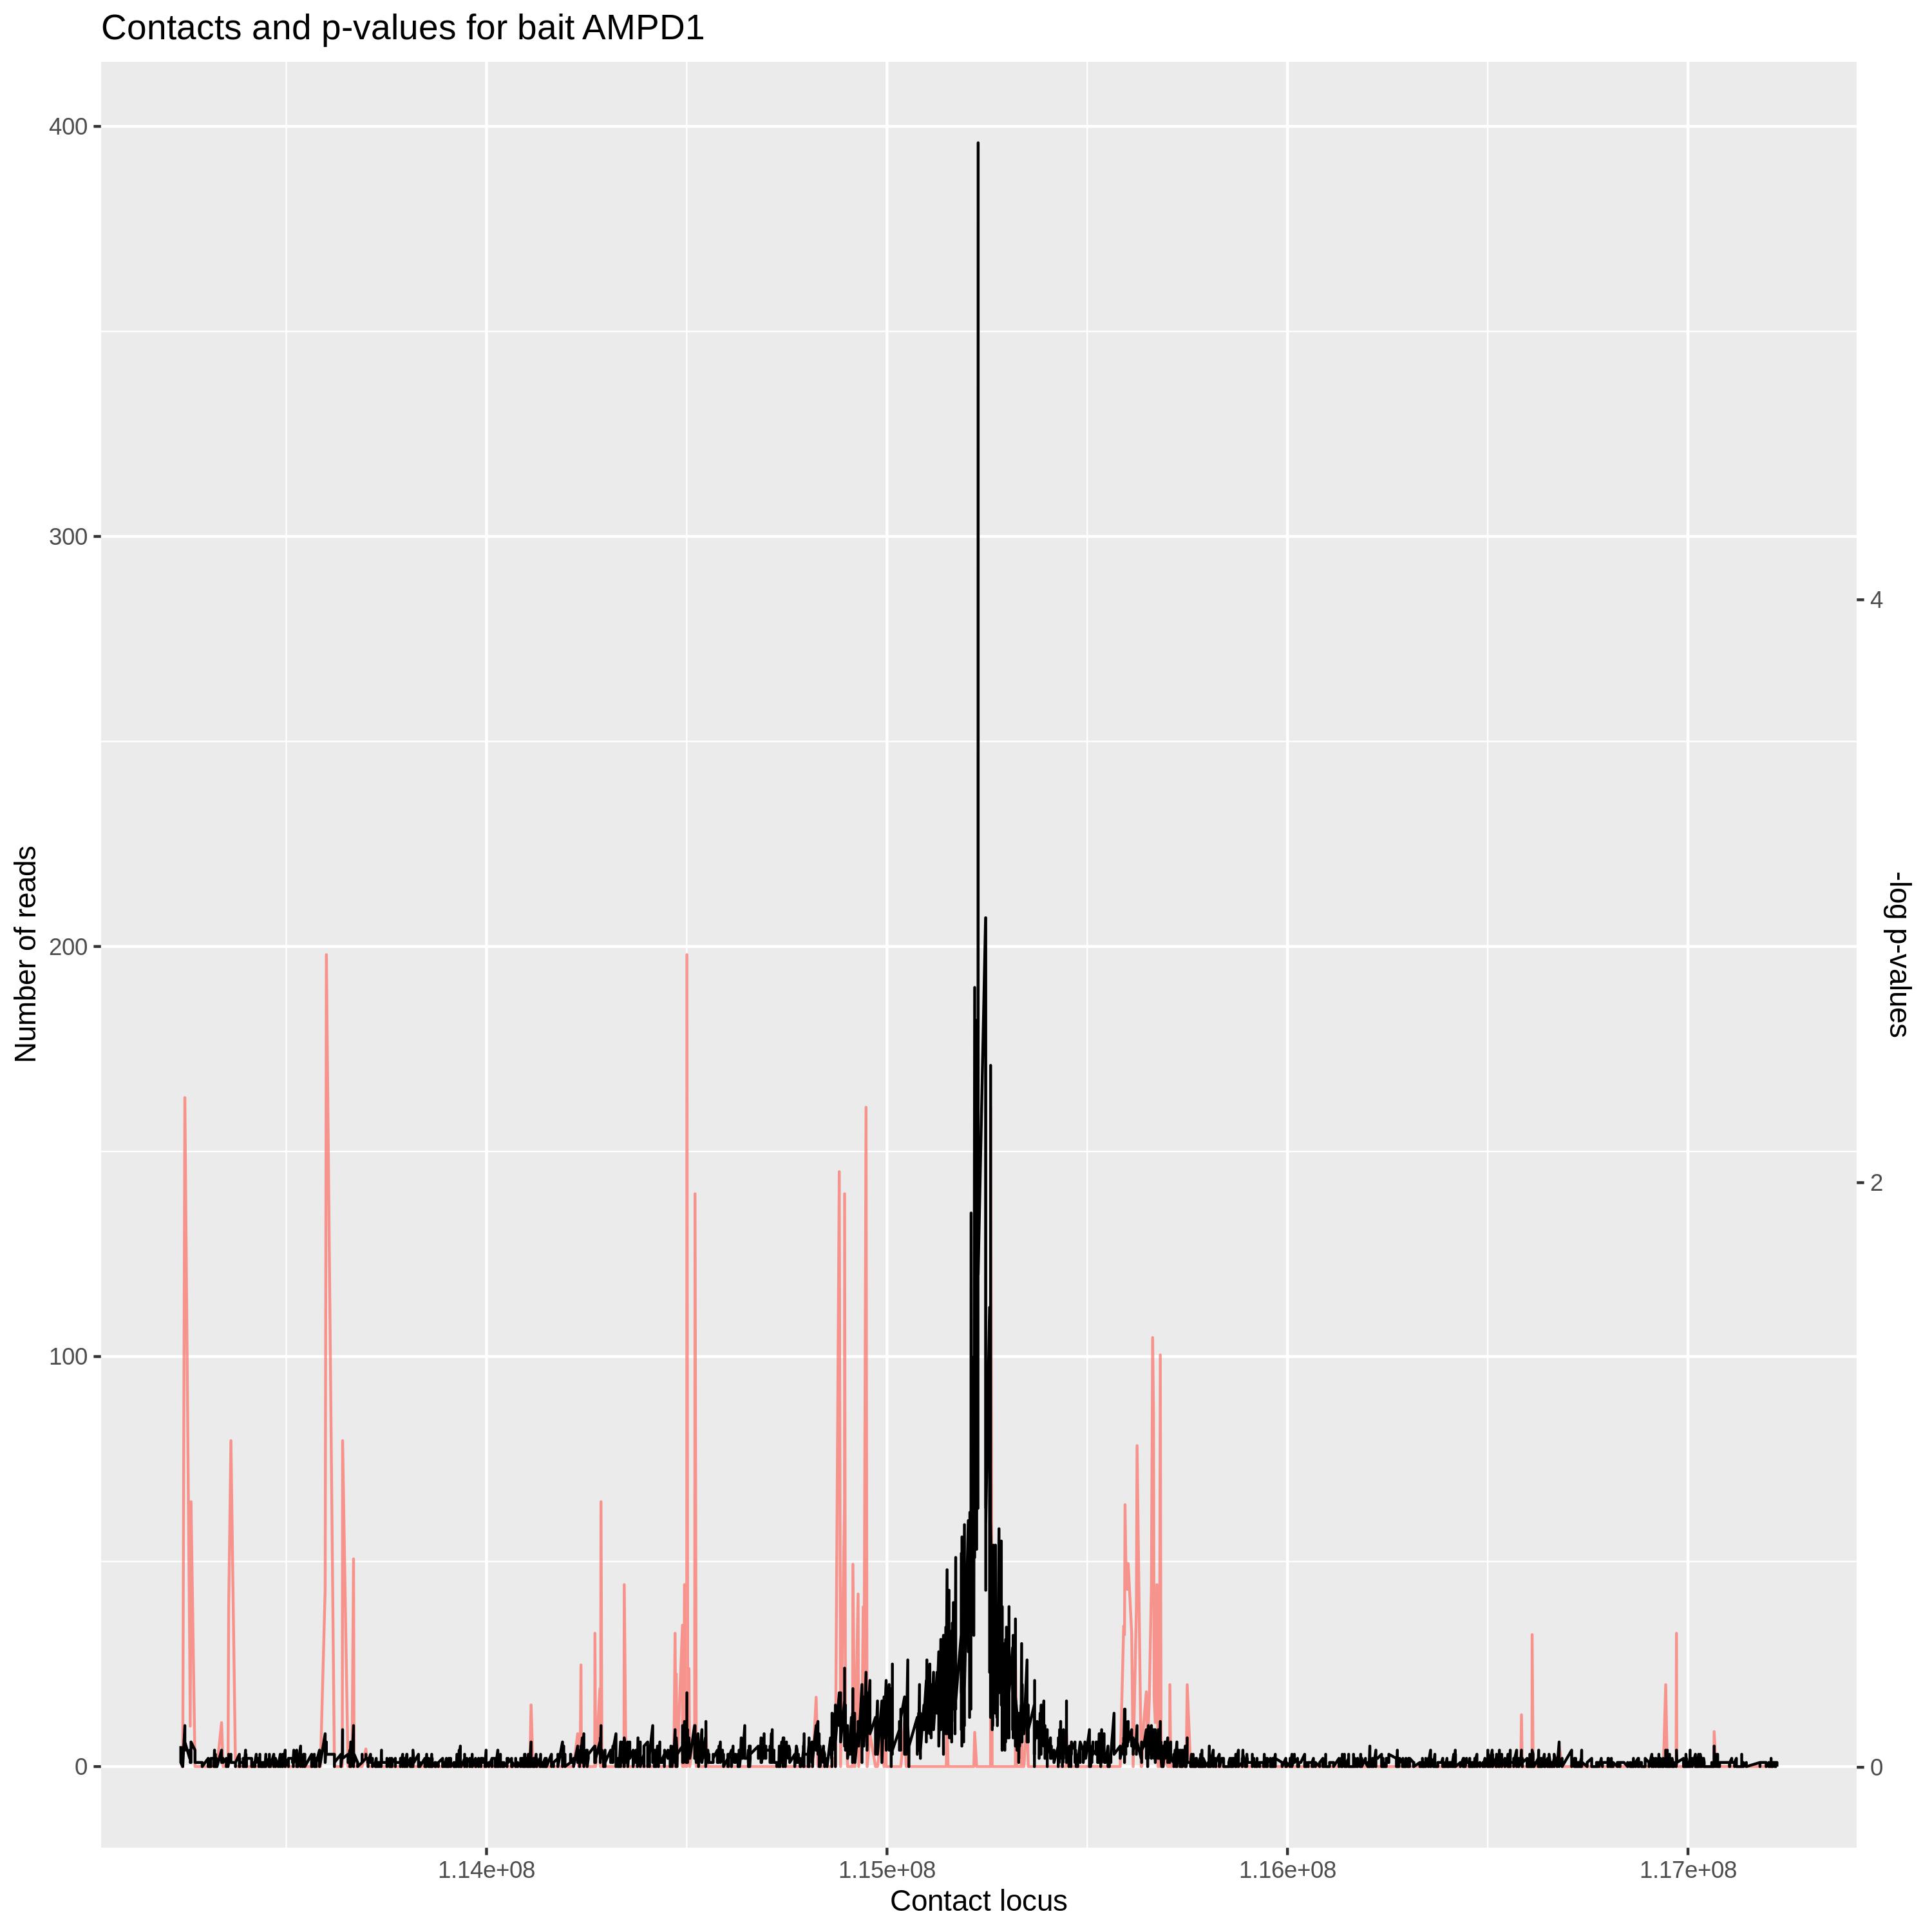 Contacts and p-values for bait AMPD1
400
300
200
100
0
Number of reads
4
2
0
-log p-values
1.14e+08
1.15e+08
1.16e+08
1.17e+08
Contact locus